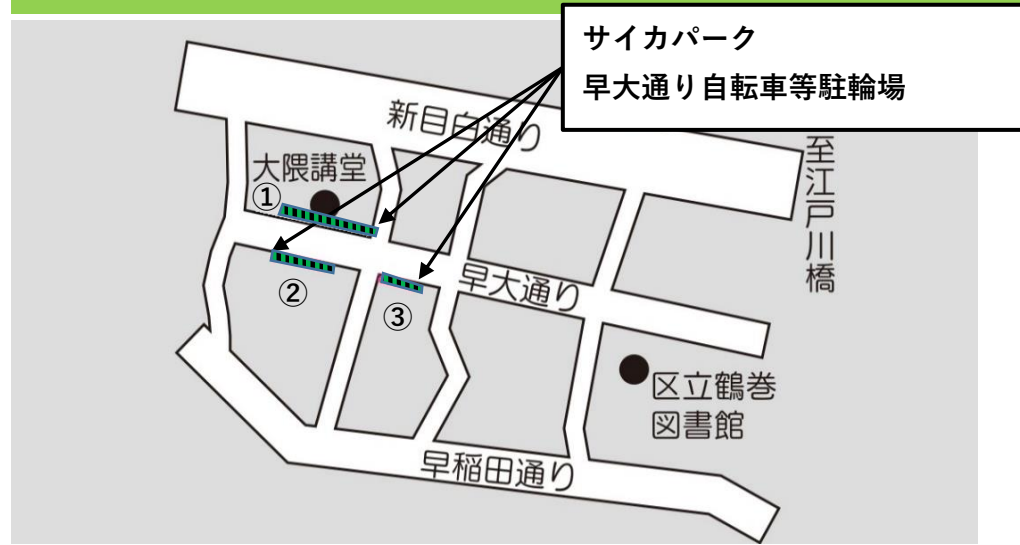 サイカパーク
早大通り自転車等駐輪場
新目白通り
至江戸川橋
大隈講堂
①
②
③
早大通り
区立鶴巻
図書館
早稲田通り